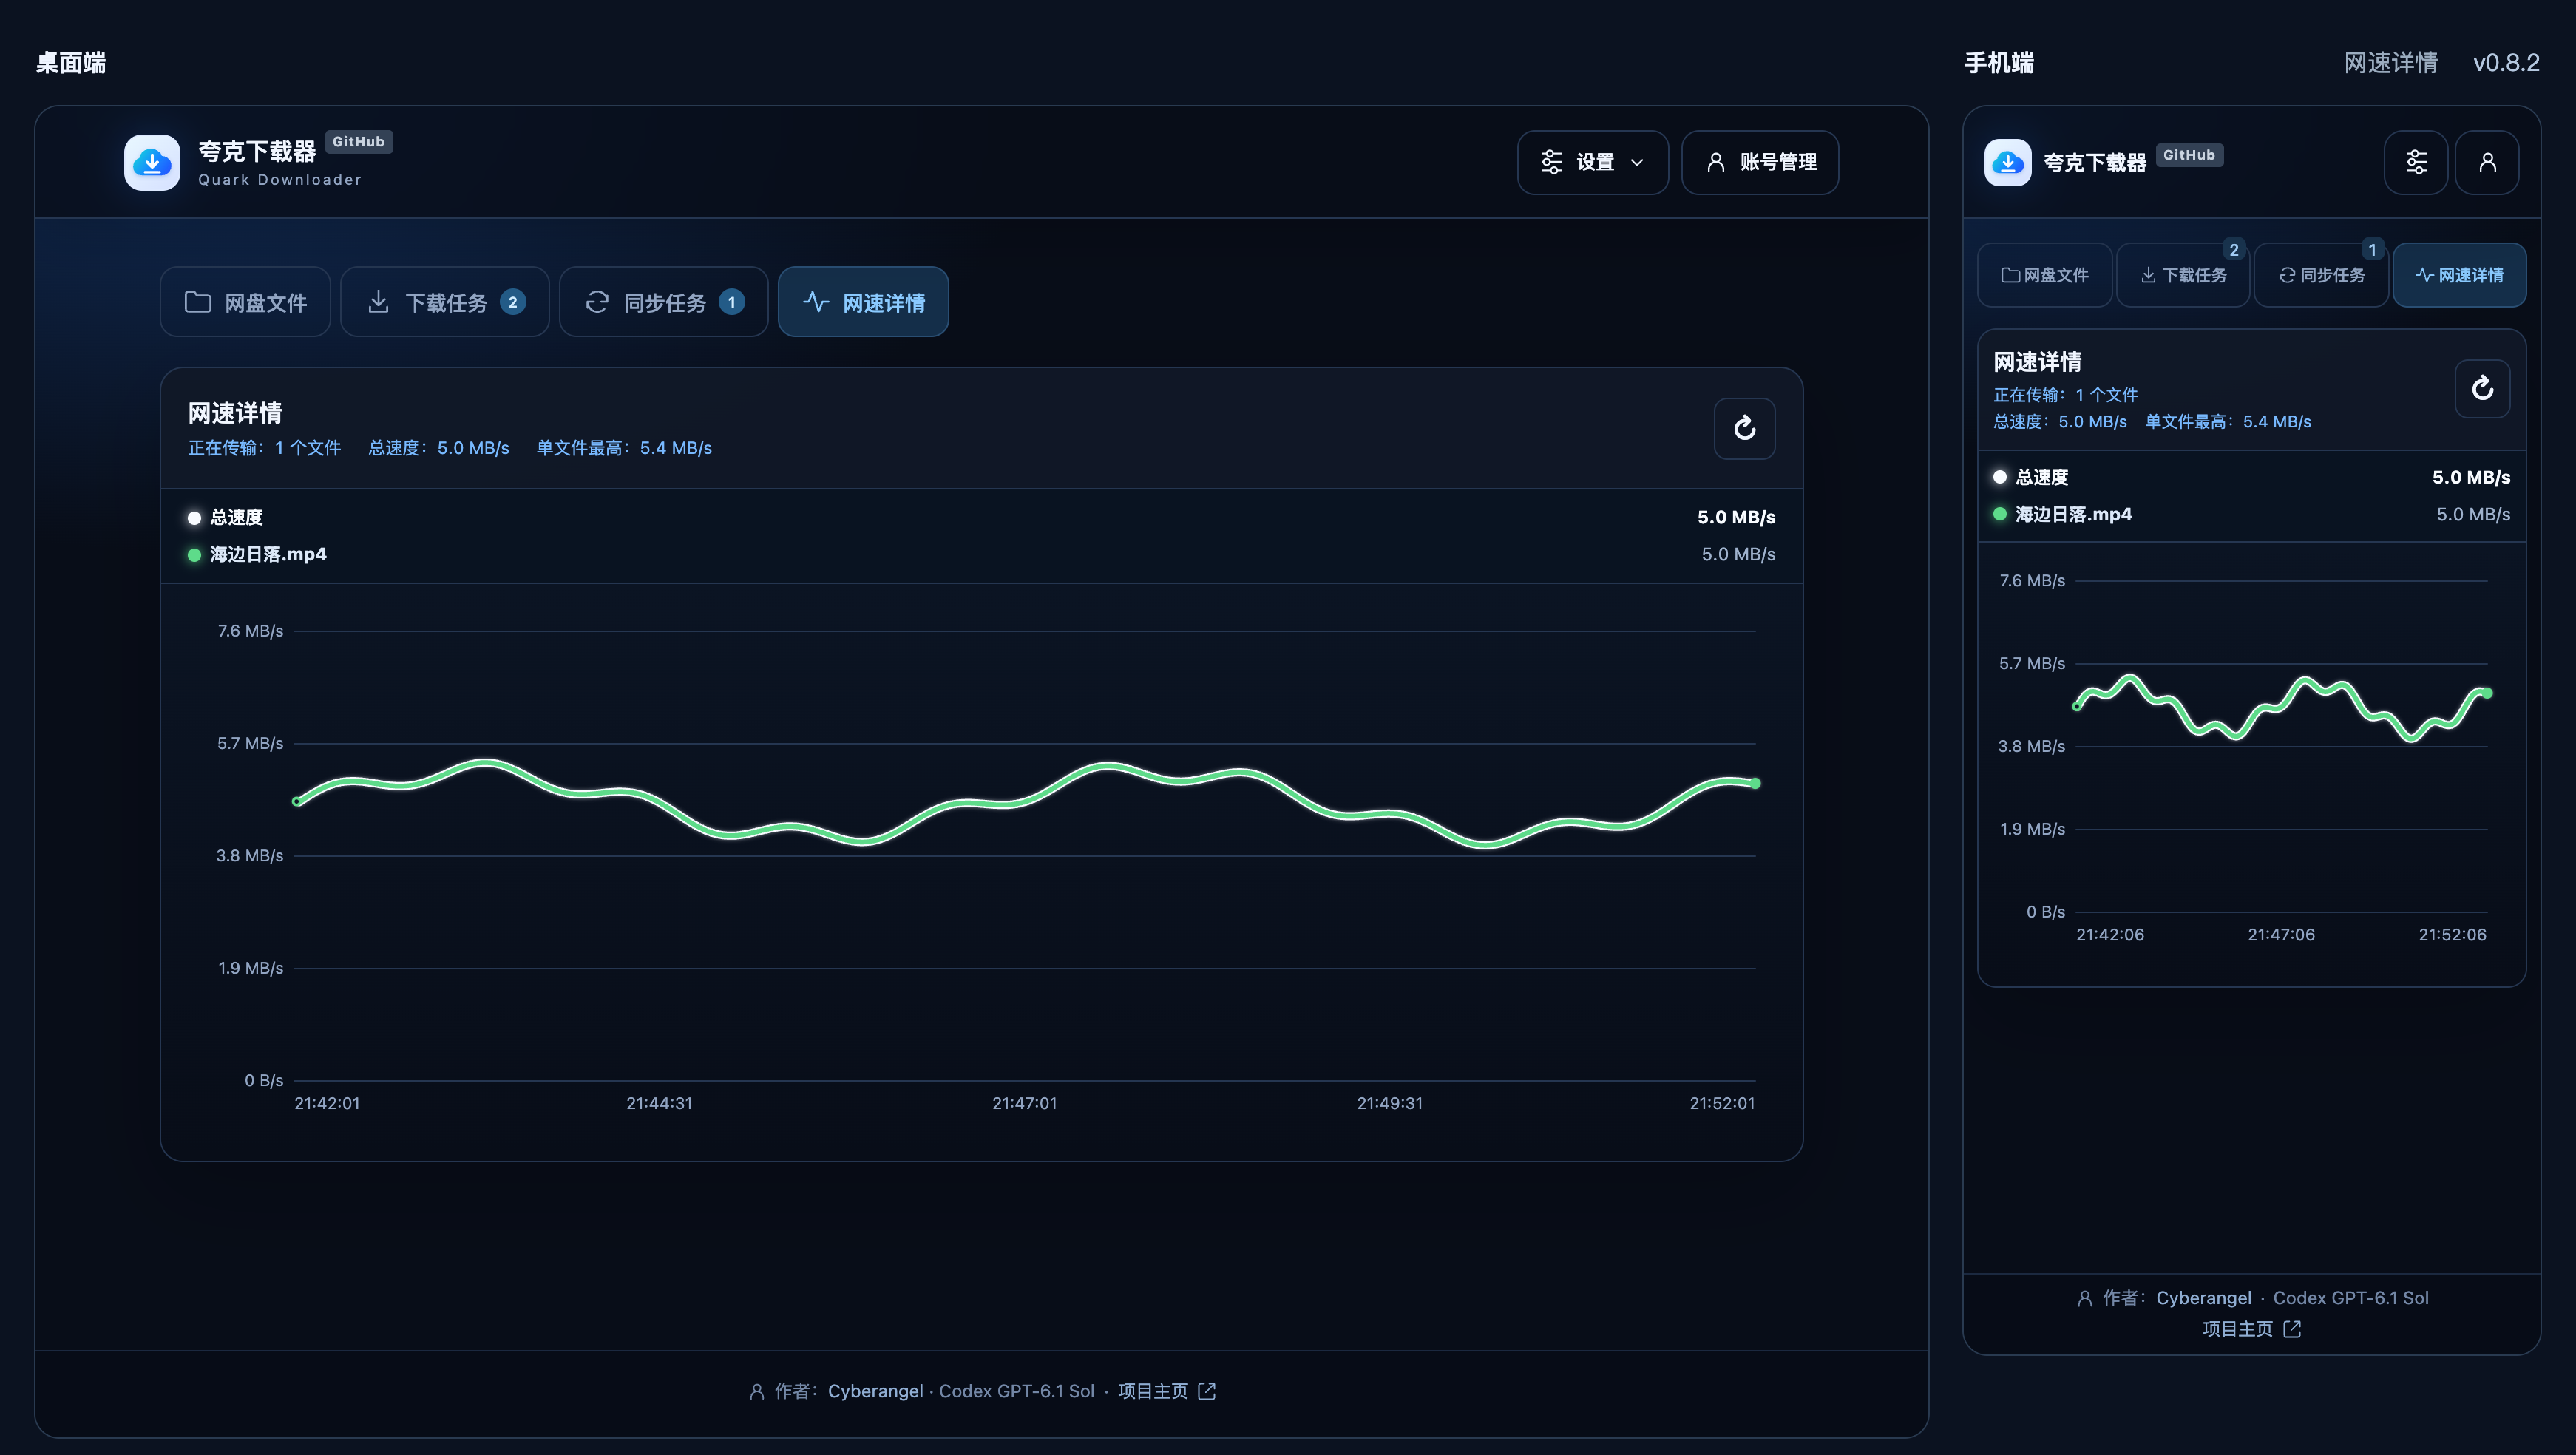 桌面端
夸克下载器 GitHub
Quark Downloader
设置
账号管理
网盘文件
下载任务 2
同步任务 1
网速详情
网速详情
正在传输：1 个文件 总速度：5.0 MB/s 单文件最高：5.4 MB/s
总速度 5.0 MB/s
海边日落.mp4 5.0 MB/s
7.6 MB/s
5.7 MB/s
3.8 MB/s
1.9 MB/s
0 B/s
21:42:01 21:44:31 21:47:01 21:49:31 21:52:01
作者：Cyberangel · Codex GPT-6.1 Sol · 项目主页
手机端 网速详情 v0.8.2
夸克下载器 GitHub
网盘文件
下载任务 2
同步任务 1
网速详情
网速详情
正在传输：1 个文件
总速度：5.0 MB/s 单文件最高：5.4 MB/s
总速度 5.0 MB/s
海边日落.mp4 5.0 MB/s
7.6 MB/s
5.7 MB/s
3.8 MB/s
1.9 MB/s
0 B/s
21:42:06 21:47:06 21:52:06
作者：Cyberangel · Codex GPT-6.1 Sol
项目主页